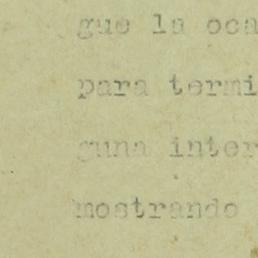 gue la oca
para termi
guna inter
mostrando